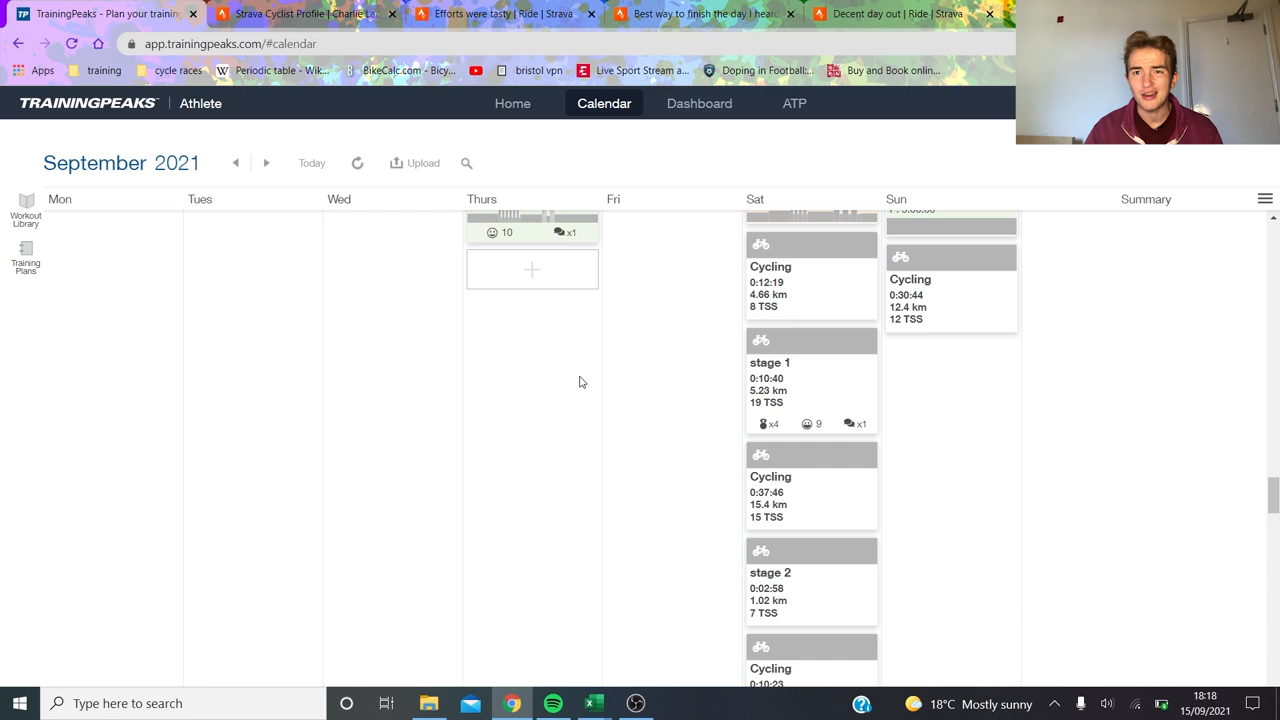 TrainingPeaks - Plan your training
Strava Cyclist Profile | Charlie La
Efforts were tasty | Ride | Strava
Best way to finish the day I heard
Decent day out | Ride | Strava
app.trainingpeaks.com/#calendar
Apps
training
cycle races
Periodic table - Wik...
BikeCalc.com - Bicy...
bristol vpn
Live Sport Stream a...
Doping in Football:...
Buy and Book onlin...
TRAININGPEAKS
Athlete
Home
Calendar
Dashboard
ATP
September 2021
Today
Upload
Mon
Tues
Wed
Thurs
Fri
Sat
Sun
Summary
Workout
Library
Training
Plans
10
x1
Cycling
0:12:19
4.66 km
8 TSS
stage 1
0:10:40
5.23 km
19 TSS
x4
9
x1
Cycling
0:37:46
15.4 km
15 TSS
stage 2
0:02:58
1.02 km
7 TSS
Cycling
0:10:23
Cycling
0:30:44
12.4 km
12 TSS
Type here to search
18°C Mostly sunny
18:18
15/09/2021